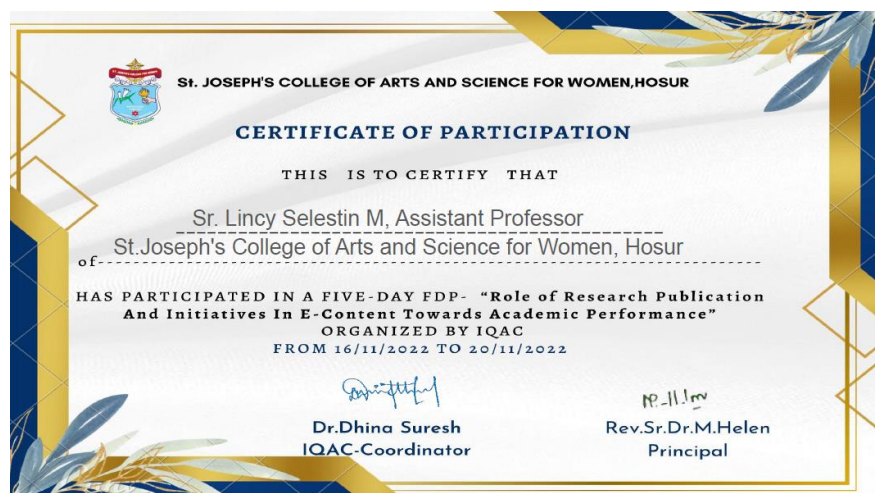 St. JOSEPH'S COLLEGE OF ARTS AND SCIENCE FOR WOMEN,HOSUR
CERTIFICATE OF PARTICIPATION
THIS IS TO CERTIFY THAT
Sr. Lincy Selestin M, Assistant Professor
of St.Joseph's College of Arts and Science for Women, Hosur
HAS PARTICIPATED IN A FIVE-DAY FDP- “Role of Research Publication
And Initiatives In E-Content Towards Academic Performance”
ORGANIZED BY IQAC
FROM 16/11/2022 TO 20/11/2022
Dr.Dhina Suresh
IQAC-Coordinator
Rev.Sr.Dr.M.Helen
Principal